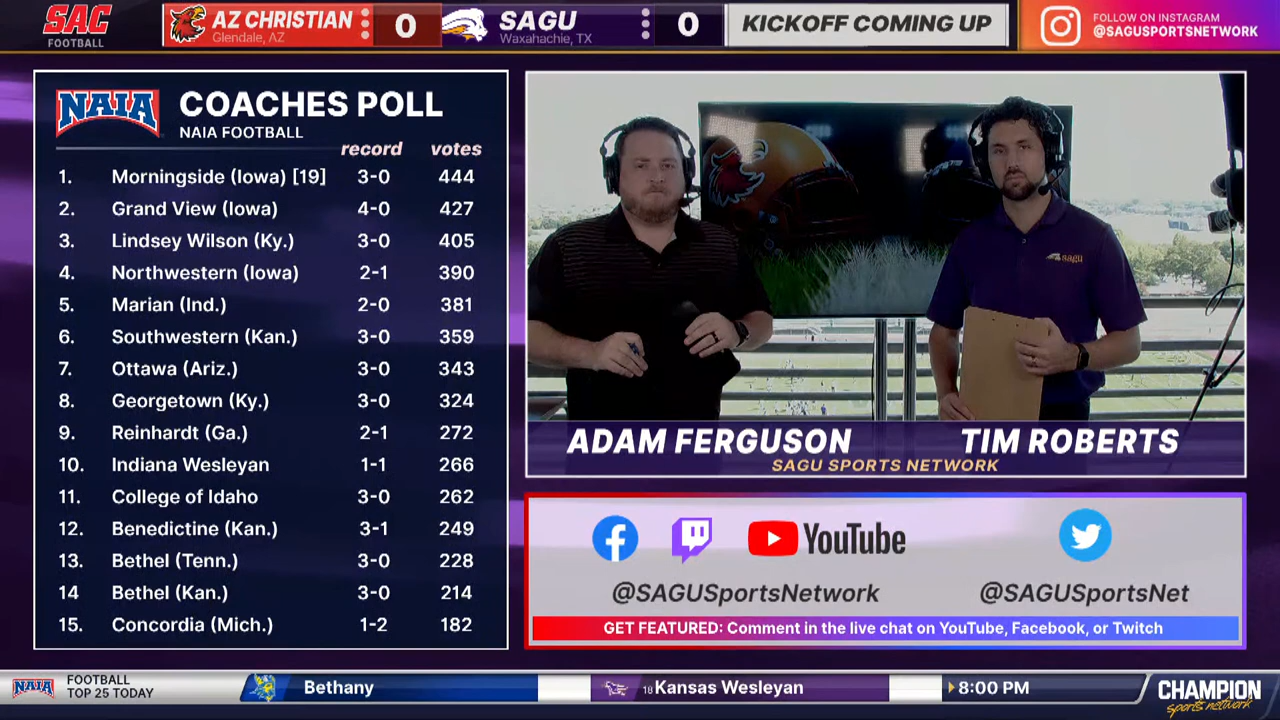 SAC
FOOTBALL
AZ CHRISTIAN
Glendale, AZ
0
SAGU
Waxahachie, TX
0
KICKOFF COMING UP
FOLLOW ON INSTAGRAM
@SAGUSPORTSNETWORK
NAIA
COACHES POLL
NAIA FOOTBALL
record votes
1. Morningside (Iowa) [19] 3-0 444
2. Grand View (Iowa) 4-0 427
3. Lindsey Wilson (Ky.) 3-0 405
4. Northwestern (Iowa) 2-1 390
5. Marian (Ind.) 2-0 381
6. Southwestern (Kan.) 3-0 359
7. Ottawa (Ariz.) 3-0 343
8. Georgetown (Ky.) 3-0 324
9. Reinhardt (Ga.) 2-1 272
10. Indiana Wesleyan 1-1 266
11. College of Idaho 3-0 262
12. Benedictine (Kan.) 3-1 249
13. Bethel (Tenn.) 3-0 228
14 Bethel (Kan.) 3-0 214
15. Concordia (Mich.) 1-2 182
sagu
ADAM FERGUSON TIM ROBERTS
SAGU SPORTS NETWORK
YouTube
@SAGUSportsNetwork @SAGUSportsNet
GET FEATURED: Comment in the live chat on YouTube, Facebook, or Twitch
NAIA
FOOTBALL
TOP 25 TODAY
Bethany
18 Kansas Wesleyan
8:00 PM
CHAMPION
sports network